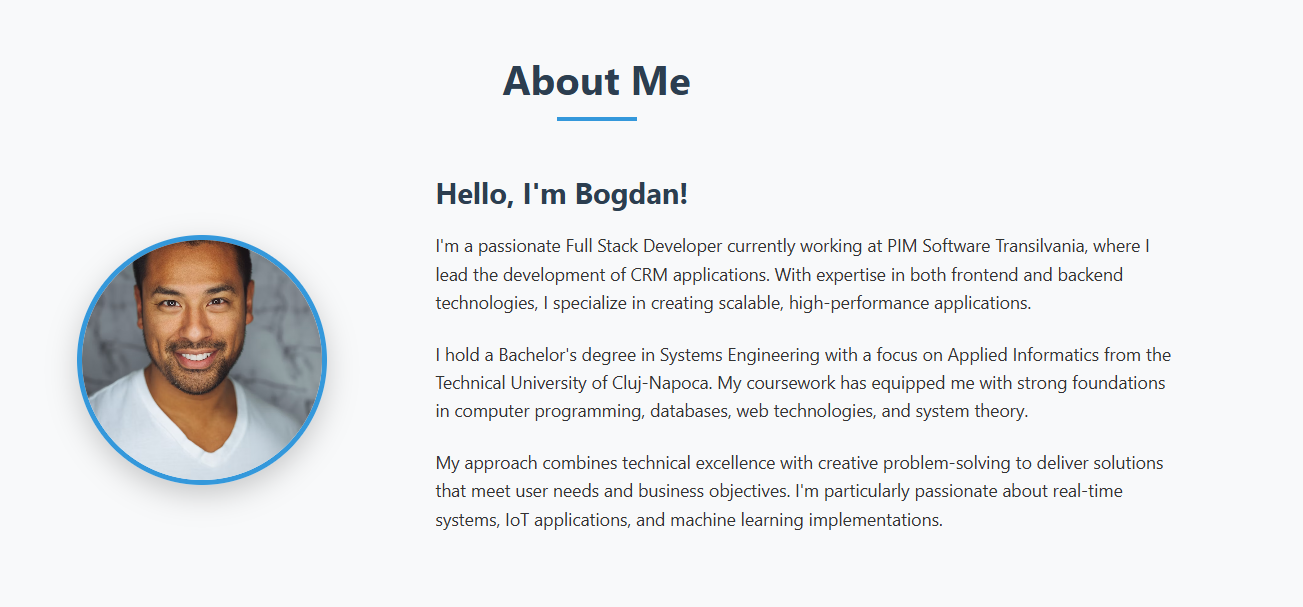 About Me
Hello, I'm Bogdan!
I'm a passionate Full Stack Developer currently working at PIM Software Transilvania, where I
lead the development of CRM applications. With expertise in both frontend and backend
technologies, I specialize in creating scalable, high-performance applications.
I hold a Bachelor's degree in Systems Engineering with a focus on Applied Informatics from the
Technical University of Cluj-Napoca. My coursework has equipped me with strong foundations
in computer programming, databases, web technologies, and system theory.
My approach combines technical excellence with creative problem-solving to deliver solutions
that meet user needs and business objectives. I'm particularly passionate about real-time
systems, IoT applications, and machine learning implementations.